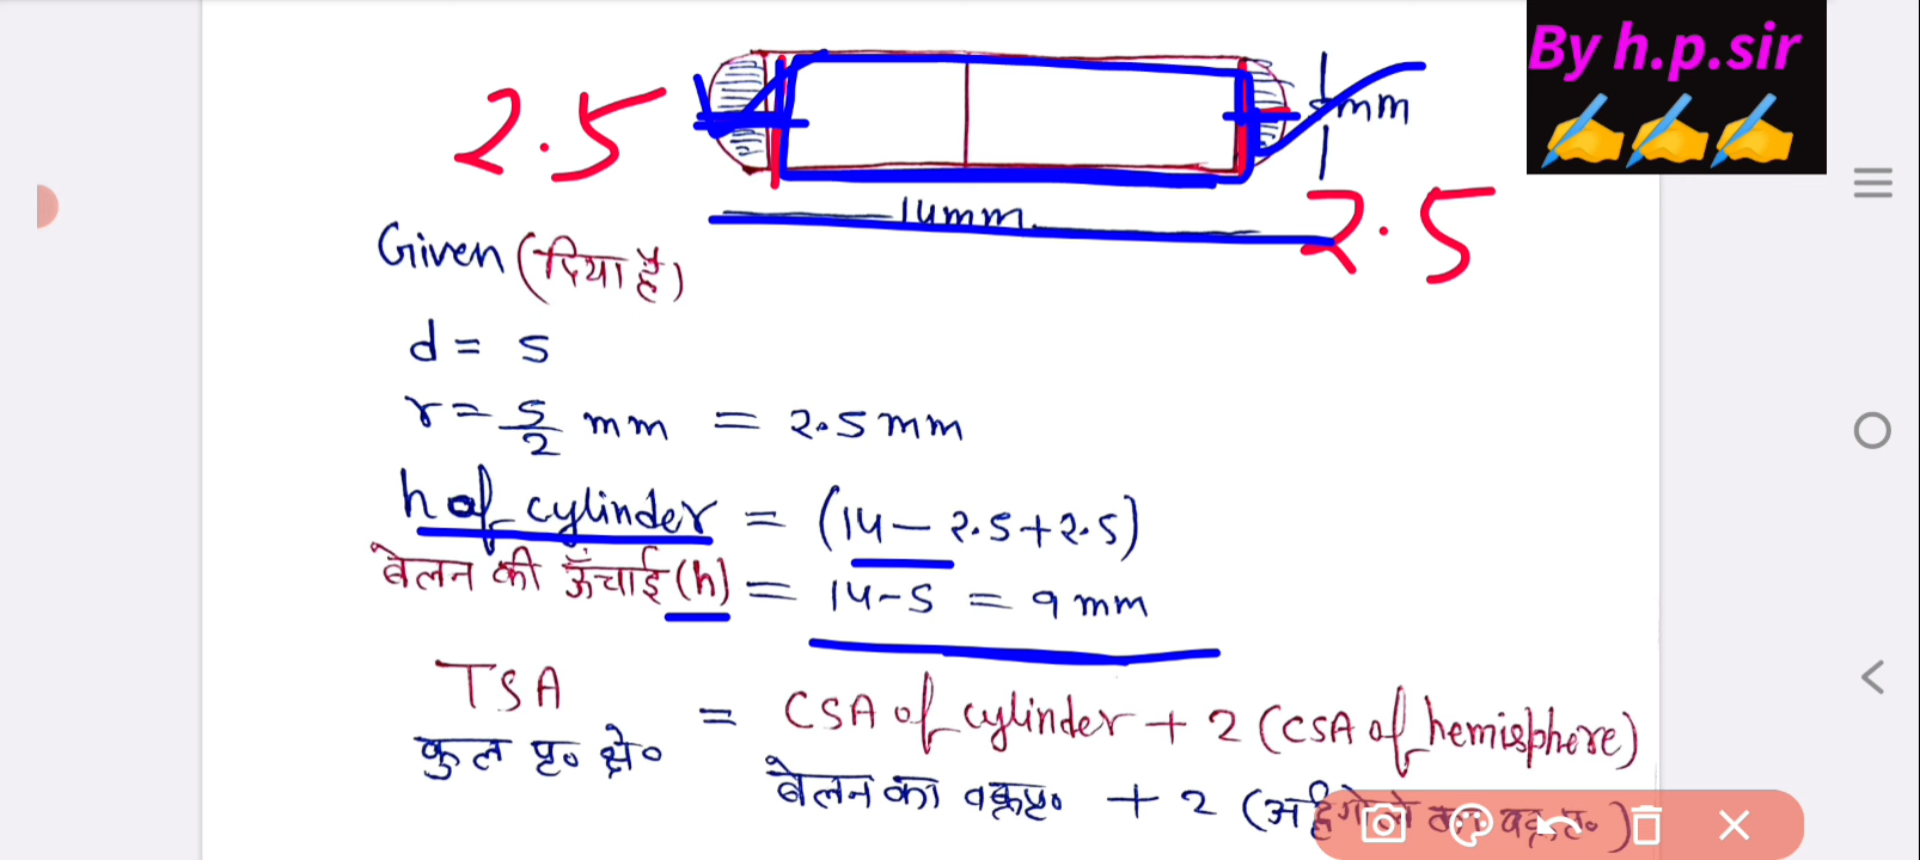 By h.p.sir
2.5
mm
14mm
2.5
Given (दिया है)
d = 5
r = 5/2 mm = 2.5 mm
h of cylinder = (14 - 2.5 + 2.5)
बेलन की ऊँचाई (h) = 14 - 5 = 9 mm
TSA = CSA of cylinder + 2 (CSA of hemisphere)
कुल पृ० क्षे० बेलन का वक्रपृ० + 2 (